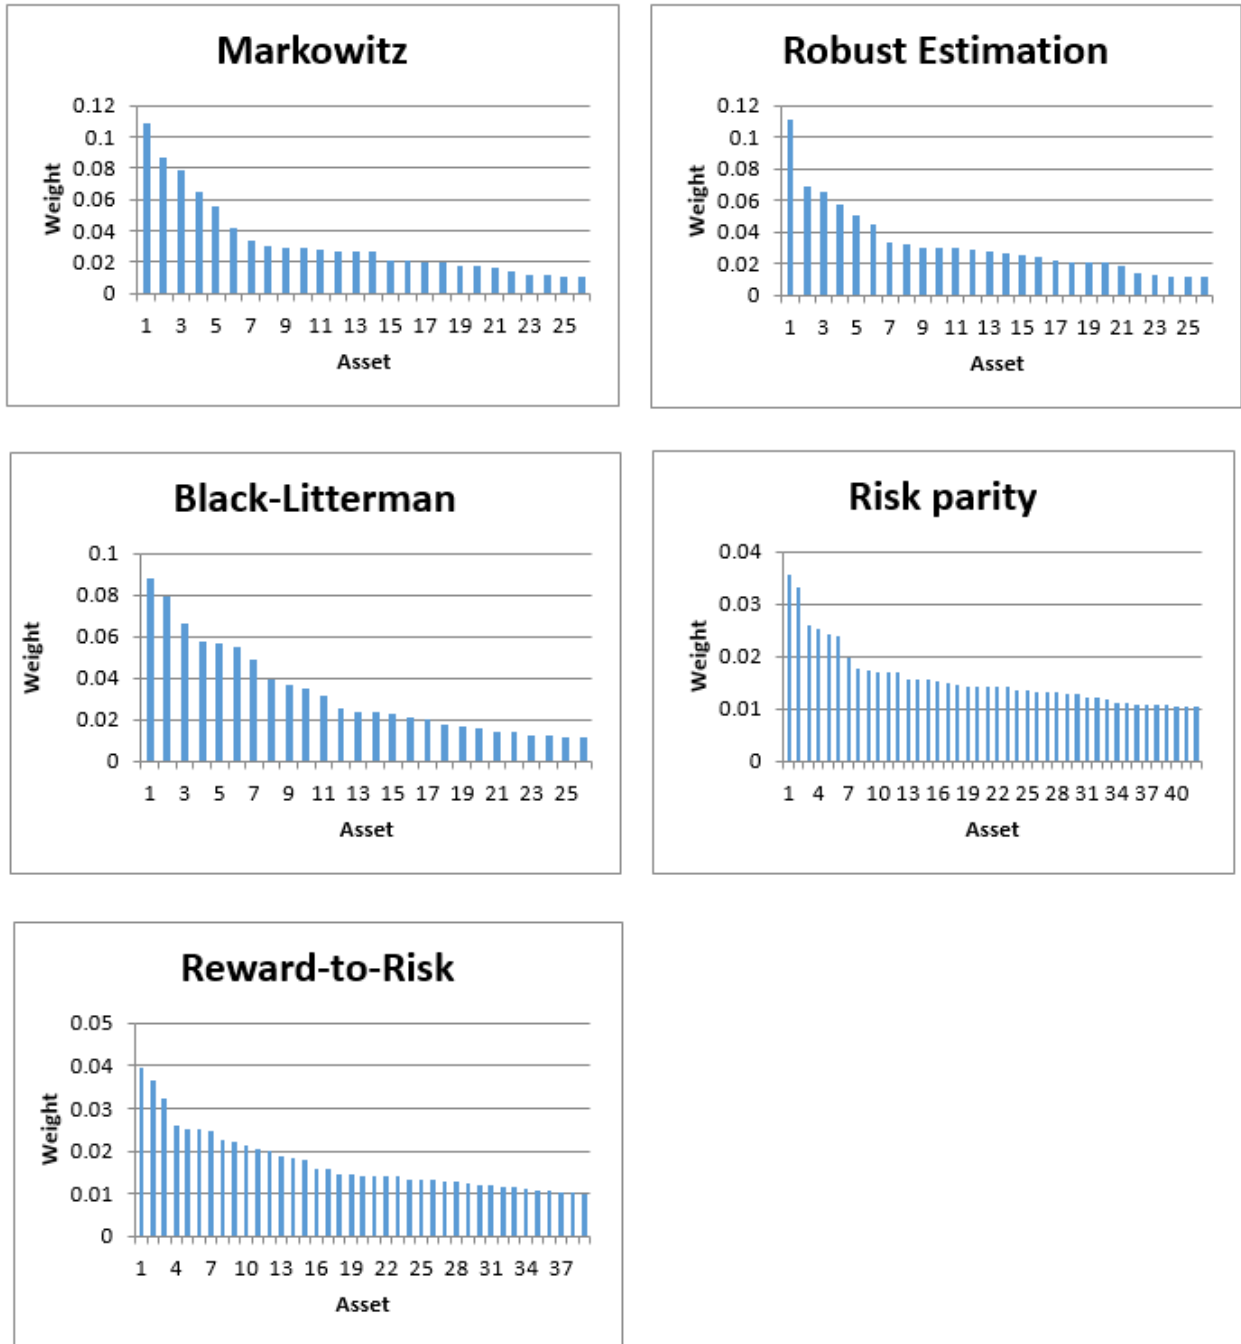 Markowitz
0.12
0.1
0.08
0.06
0.04
0.02
0
Weight
1 3 5 7 9 11 13 15 17 19 21 23 25
Asset
Robust Estimation
0.12
0.1
0.08
0.06
0.04
0.02
0
Weight
1 3 5 7 9 11 13 15 17 19 21 23 25
Asset
Black-Litterman
0.1
0.08
0.06
0.04
0.02
0
Weight
1 3 5 7 9 11 13 15 17 19 21 23 25
Asset
Risk parity
0.04
0.03
0.02
0.01
0
Weight
1 4 7 10 13 16 19 22 25 28 31 34 37 40
Asset
Reward-to-Risk
0.05
0.04
0.03
0.02
0.01
0
Weight
1 4 7 10 13 16 19 22 25 28 31 34 37
Asset